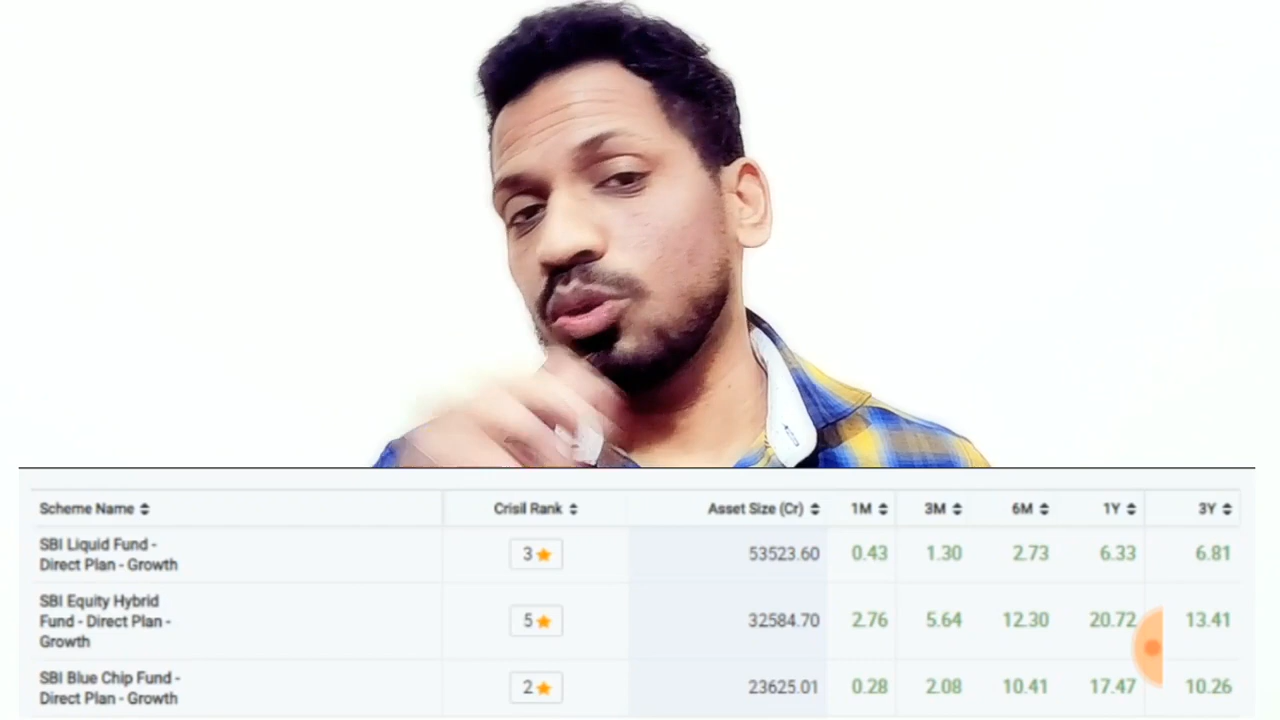 Scheme Name Crisil Rank Asset Size (Cr) 1M 3M 6M 1Y 3Y
SBI Liquid Fund -
Direct Plan - Growth
3 53523.60 0.43 1.30 2.73 6.33 6.81
SBI Equity Hybrid
Fund - Direct Plan -
Growth
5 32584.70 2.76 5.64 12.30 20.72 13.41
SBI Blue Chip Fund -
Direct Plan - Growth
2 23625.01 0.28 2.08 10.41 17.47 10.26